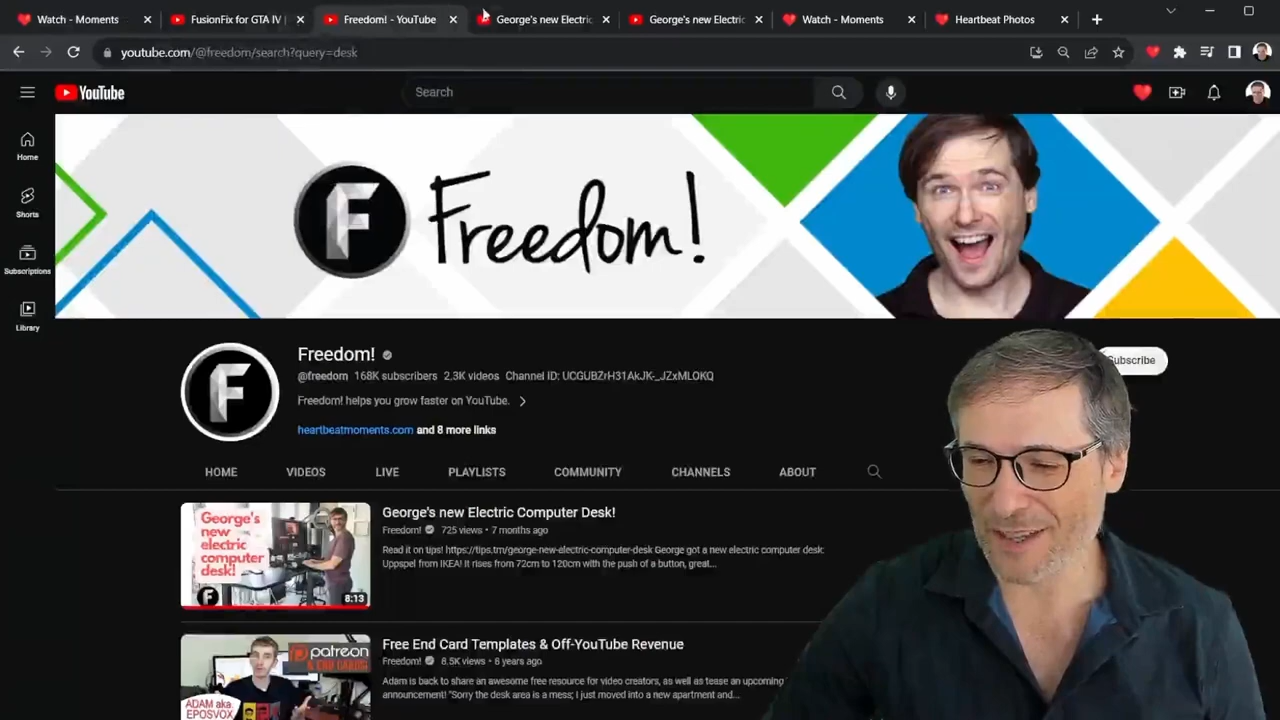 Watch - Moments
FusionFix for GTA IV |
Freedom! - YouTube
George's new Electric
George's new Electric
Watch - Moments
Heartbeat Photos
youtube.com/@freedom/search?query=desk
YouTube
Search
Home
Shorts
Subscriptions
Library
F
Freedom!
F
Freedom!
Subscribe
@freedom 168K subscribers 2.3K videos Channel ID: UCGUBZrH31AkJK-_JZxMLOKQ
Freedom! helps you grow faster on YouTube.
heartbeatmoments.com and 8 more links
HOME VIDEOS LIVE PLAYLISTS COMMUNITY CHANNELS ABOUT
George's
new
electric
computer
desk!
F
8:13
George's new Electric Computer Desk!
Freedom! 725 views • 7 months ago
Read it on tips! https://tips.tm/george-new-electric-computer-desk George got a new electric computer desk:
Uppspel from IKEA! It rises from 72cm to 120cm with the push of a button, great...
patreon
& END CARDS!
ADAM aka.
EPOSVOX
Free End Card Templates & Off-YouTube Revenue
Freedom! 8.5K views • 8 years ago
Adam is back to share an awesome free resource for video creators, as well as tease an upcoming
announcement! "Sorry the desk area is a mess; I just moved into a new apartment and...